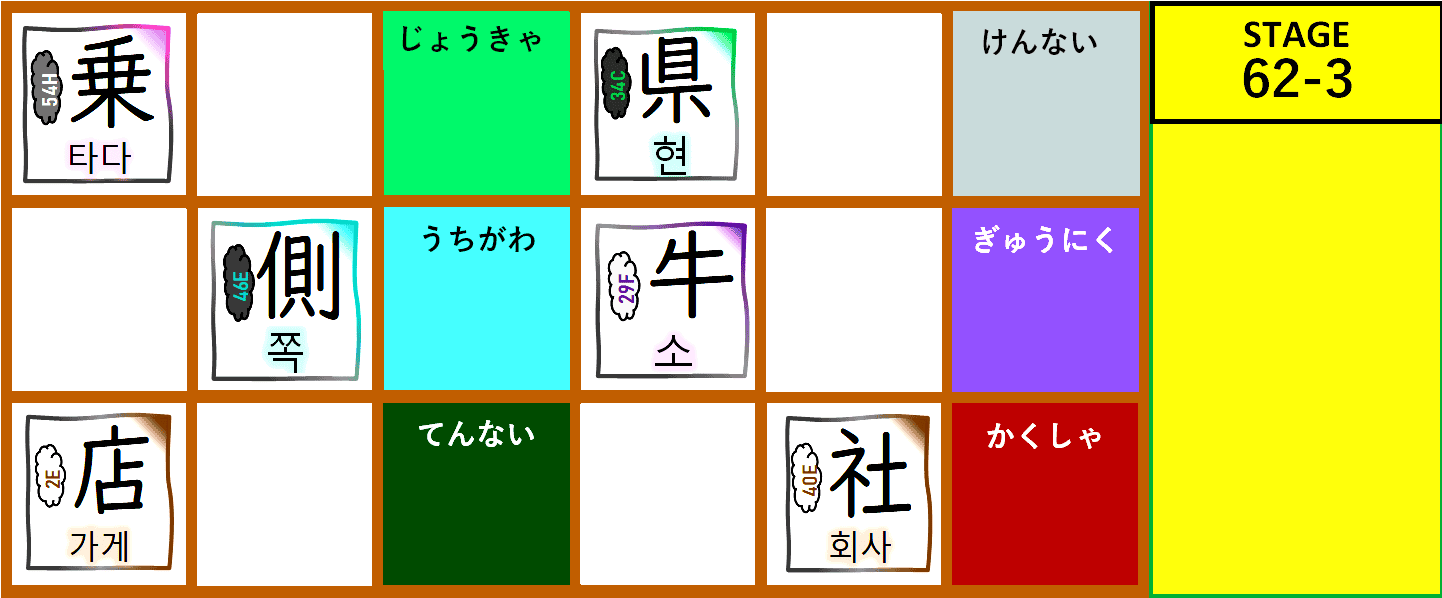 乗
54H
타다
じょうきゃ
県
34C
현
けんない
STAGE
62-3
側
46E
쪽
うちがわ
牛
29F
소
ぎゅうにく
店
2E
가게
てんない
社
40E
회사
かくしゃ